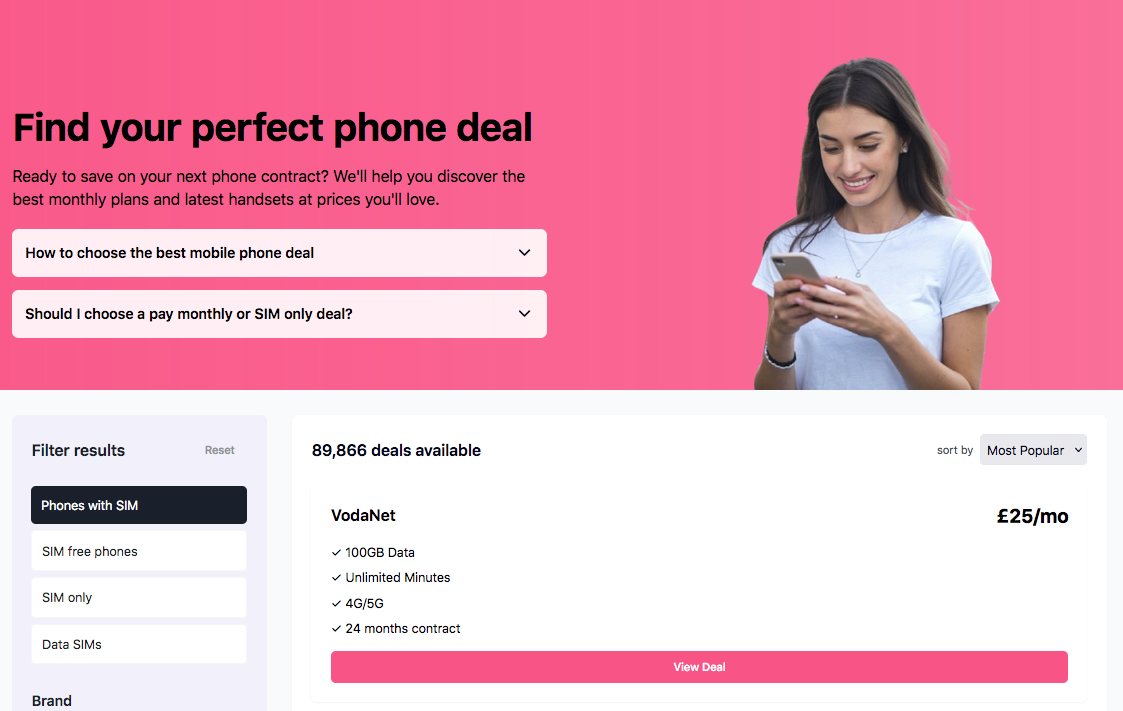 Find your perfect phone deal
Ready to save on your next phone contract? We'll help you discover the
best monthly plans and latest handsets at prices you'll love.
How to choose the best mobile phone deal
Should I choose a pay monthly or SIM only deal?
Filter results
Reset
Phones with SIM
SIM free phones
SIM only
Data SIMs
Brand
89,866 deals available
sort by
Most Popular
VodaNet
£25/mo
✓ 100GB Data
✓ Unlimited Minutes
✓ 4G/5G
✓ 24 months contract
View Deal